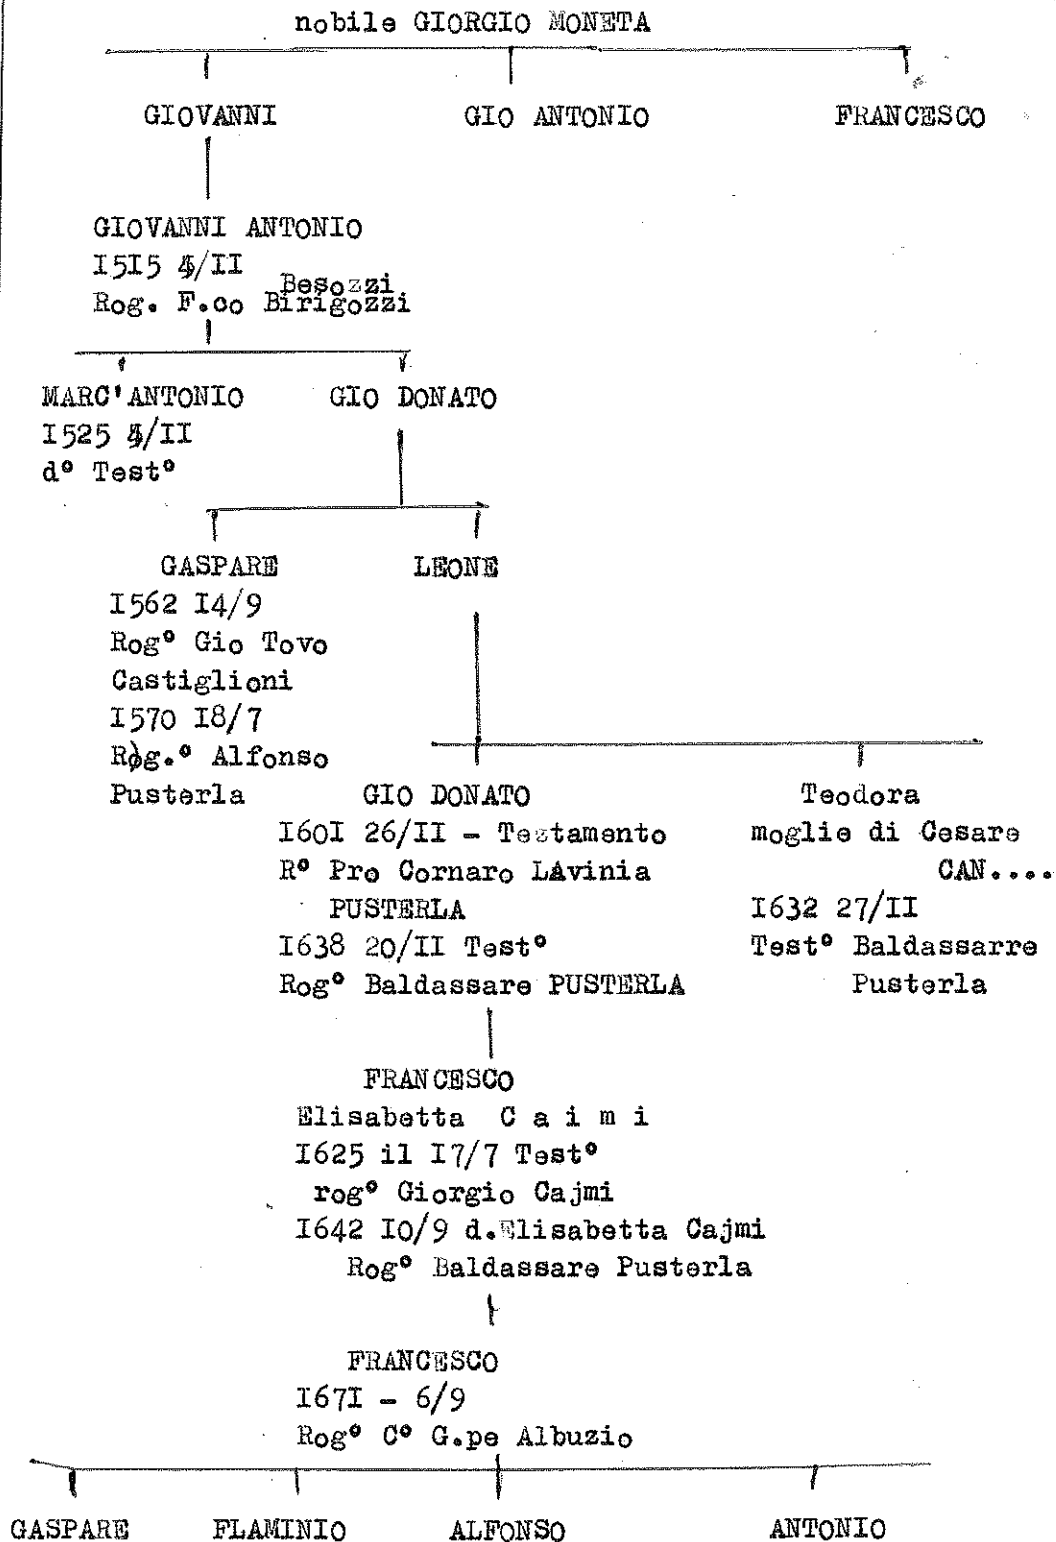 nobile GIORGIO MONETA
GIOVANNI GIO ANTONIO FRANCESCO
GIOVANNI ANTONIO
I5I5 4/II
Besozzi
Rog. F.co Birigozzi
MARC'ANTONIO GIO DONATO
I525 4/II
d° Test°
GASPARE LEONE
I562 I4/9
Rog° Gio Tovo
Castiglioni
I570 I8/7
Rog.° Alfonso
Pusterla
GIO DONATO
I60I 26/II - Testamento
R° Pro Cornaro LAvinia
PUSTERLA
I638 20/II Test°
Rog° Baldassare PUSTERLA
Teodora
moglie di Cesare
CAN....
I632 27/II
Test° Baldassarre
Pusterla
FRANCESCO
Elisabetta C a i m i
I625 il I7/7 Test°
rog° Giorgio Cajmi
I642 I0/9 d.Elisabetta Cajmi
Rog° Baldassare Pusterla
FRANCESCO
I67I - 6/9
Rog° C° G.pe Albuzio
GASPARE FLAMINIO ALFONSO ANTONIO